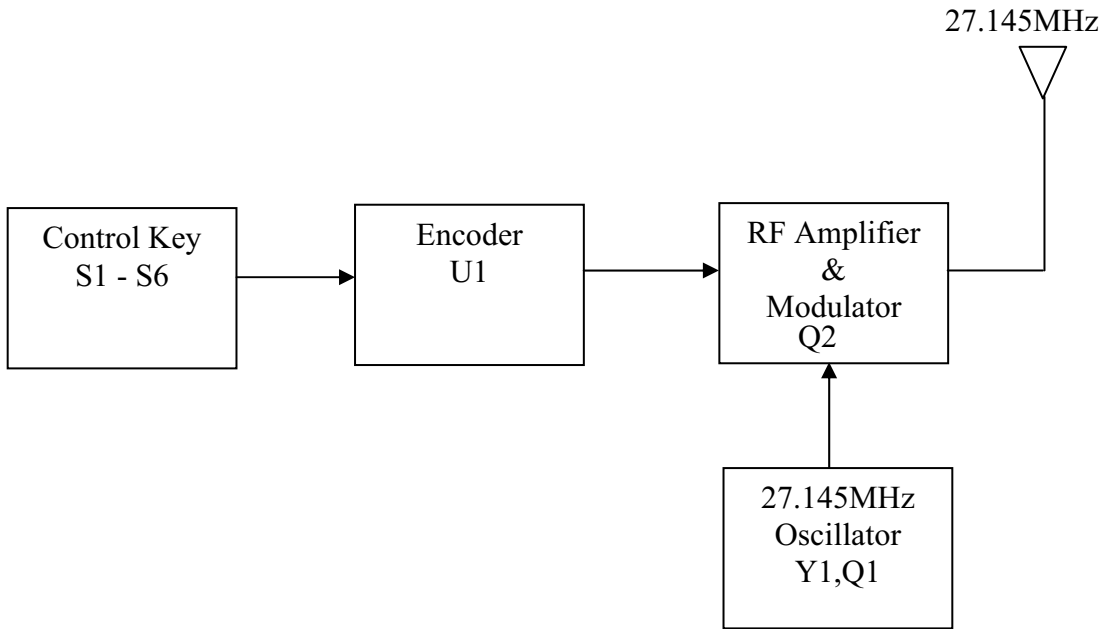 27.145MHz
Control Key
S1 - S6
Encoder
U1
RF Amplifier
&
Modulator
Q2
27.145MHz
Oscillator
Y1,Q1